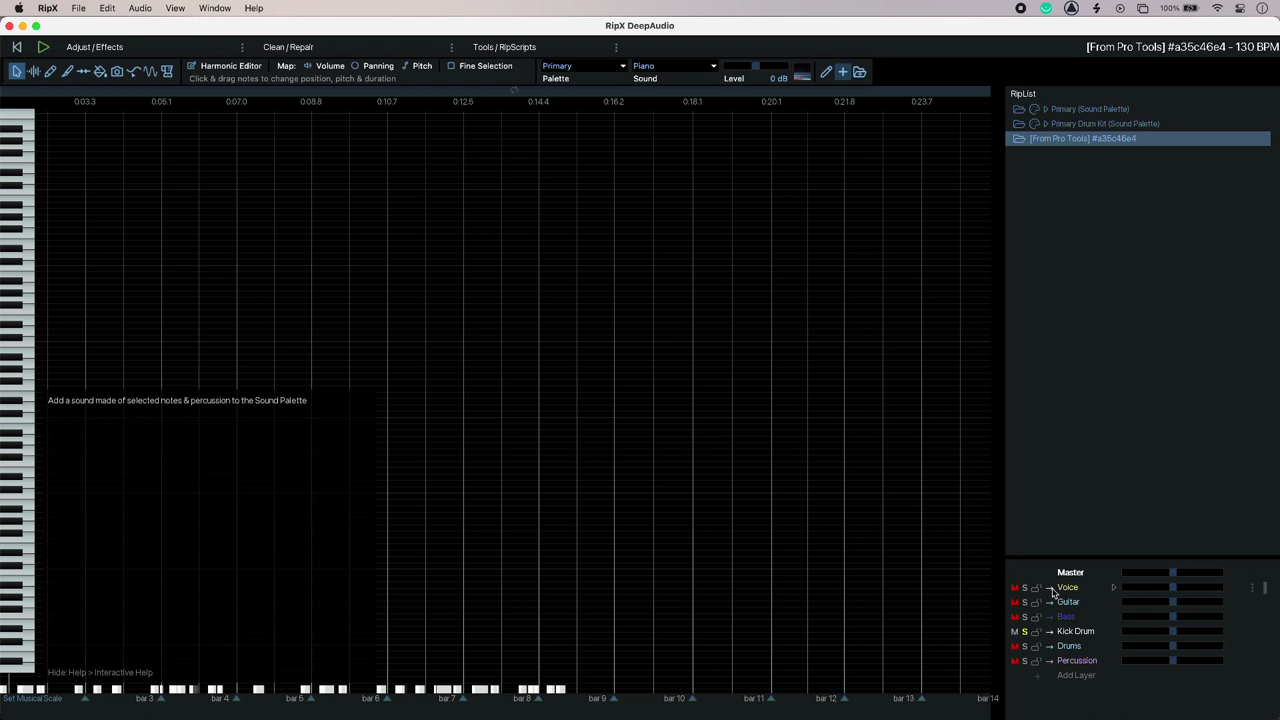 RipX File Edit Audio View Window Help 100%
RipX DeepAudio
Adjust / Effects Clean / Repair Tools / RipScripts [From Pro Tools] #a35c46e4 - 130 BPM
Harmonic Editor Map: Volume Panning Pitch Fine Selection Primary Piano
Click & drag notes to change position, pitch & duration Palette Sound Level 0 dB
RipList
0:03.3 0:05.1 0:07.0 0:08.8 0:10.7 0:12.5 0:14.4 0:16.2 0:18.1 0:20.1 0:21.8 0:23.7
Primary (Sound Palette)
Primary Drum Kit (Sound Palette)
[From Pro Tools] #a35c46e4
Add a sound made of selected notes & percussion to the Sound Palette
Master
M S Voice
M S Guitar
M S Bass
M S Kick Drum
M S Drums
M S Percussion
Hide: Help > Interactive Help
+ Add Layer
Set Musical Scale bar 3 bar 4 bar 5 bar 6 bar 7 bar 8 bar 9 bar 10 bar 11 bar 12 bar 13 bar 14